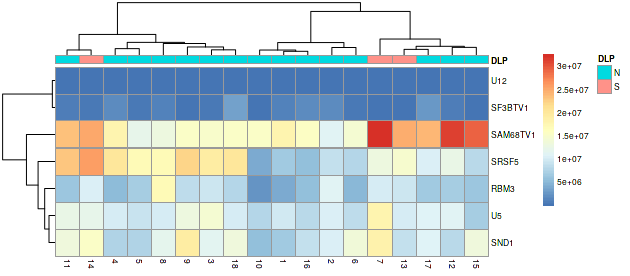 DLP
DLP
N
S
3e+07
2.5e+07
2e+07
1.5e+07
1e+07
5e+06
U12
SF3BTV1
SAM68TV1
SRSF5
RBM3
U5
SND1
11 14 4 5 8 9 3 18 10 1 16 2 6 7 13 17 12 15